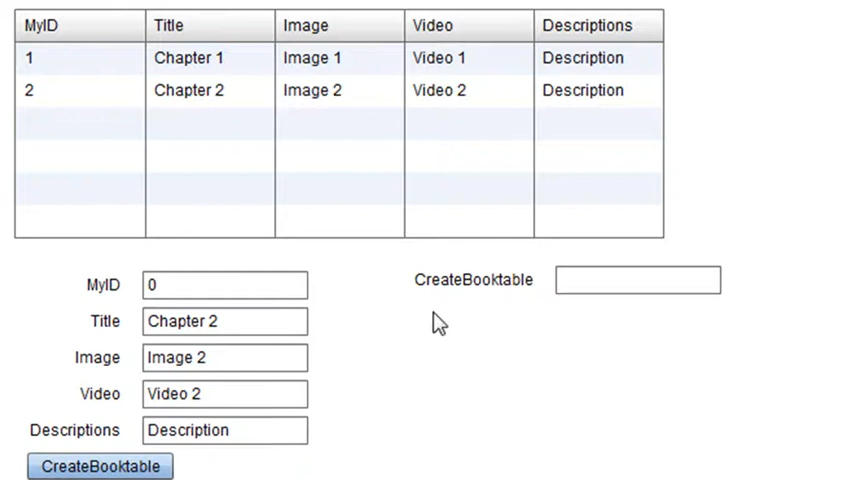 MyID Title Image Video Descriptions
1 Chapter 1 Image 1 Video 1 Description
2 Chapter 2 Image 2 Video 2 Description
MyID 0
CreateBooktable
Title Chapter 2
Image Image 2
Video Video 2
Descriptions Description
CreateBooktable